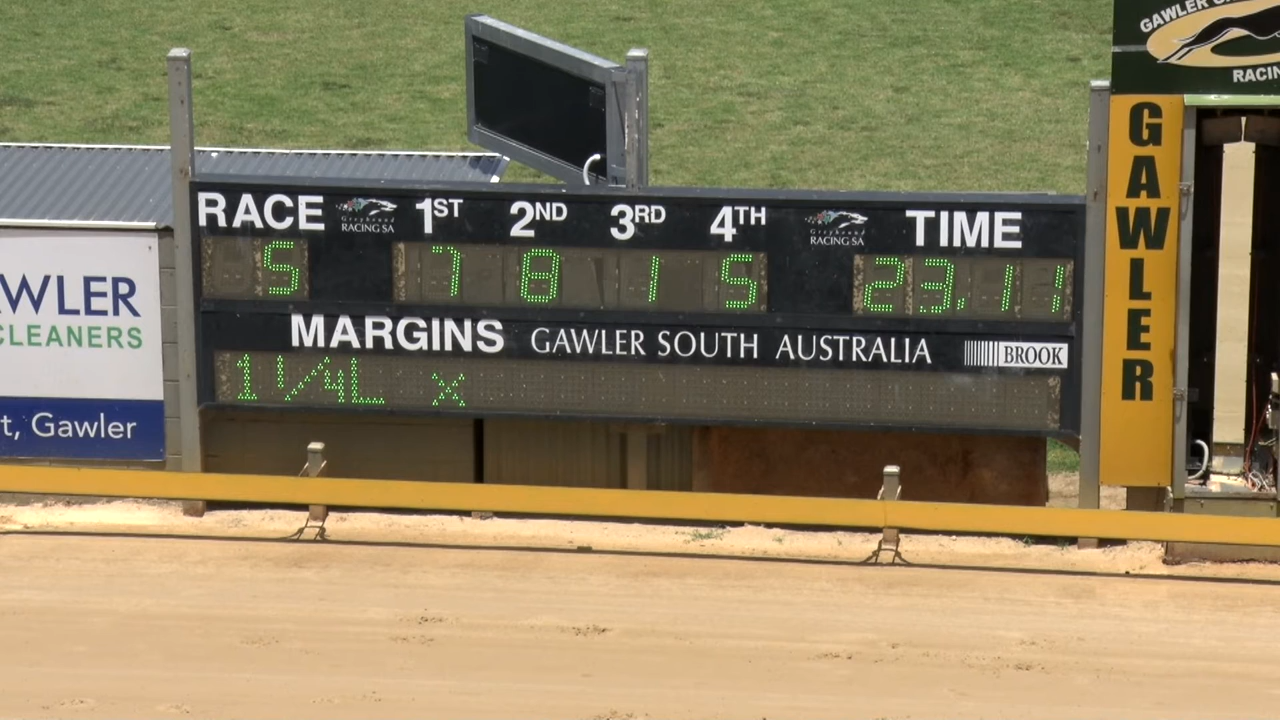 GAWLER
RACIN
RACE 1ST 2ND 3RD 4TH TIME
Greyhound RACING SA
Greyhound RACING SA
5 7 8 1 5 23.11
MARGINS GAWLER SOUTH AUSTRALIA BROOK
1 1/4L x
WLER
CLEANERS
t, Gawler
GAWLER